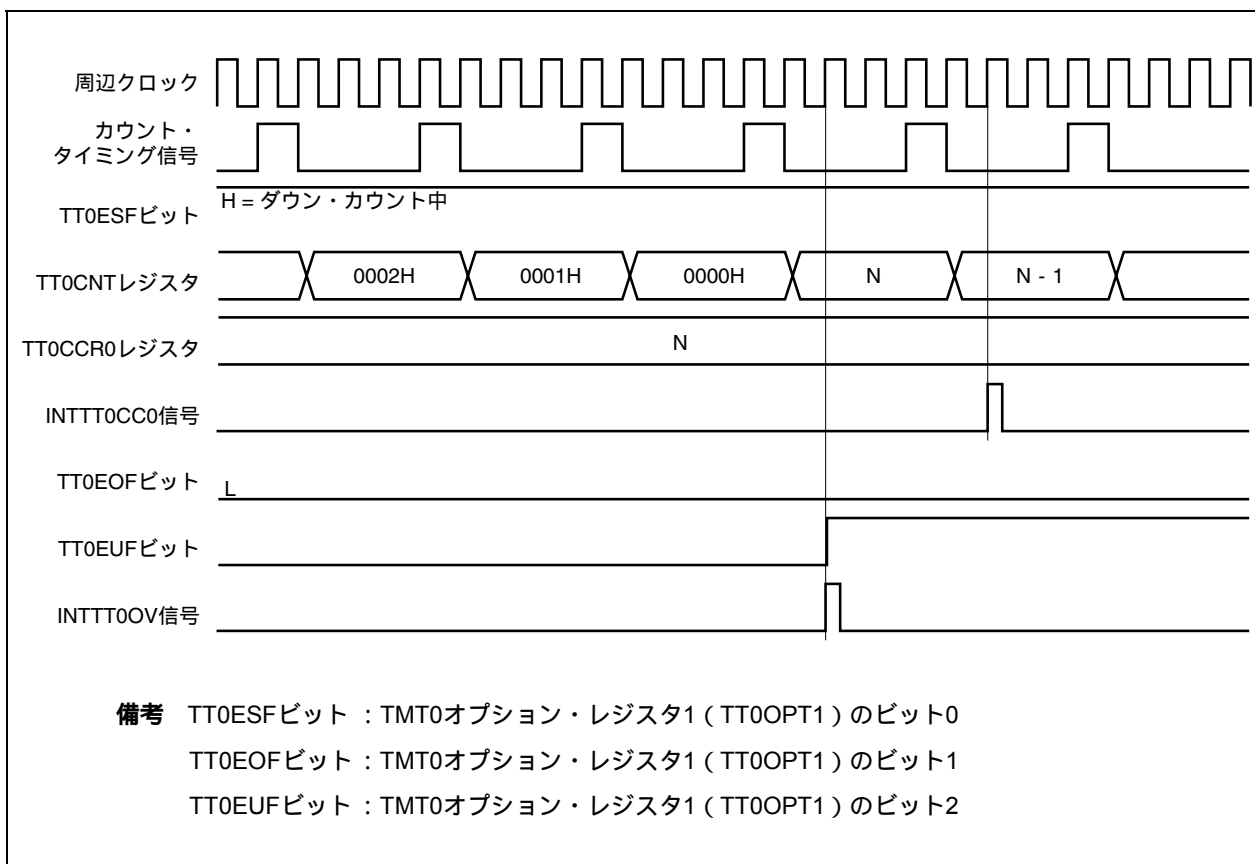 周辺クロック
カウント・
タイミング信号
TT0ESFビット
H = ダウン・カウント中
TT0CNTレジスタ
0002H
0001H
0000H
N
N - 1
TT0CCR0レジスタ
N
INTTT0CC0信号
TT0EOFビット
L
TT0EUFビット
INTTT0OV信号
備考 TT0ESFビット ：TMT0オプション・レジスタ1（TT0OPT1）のビット0
TT0EOFビット ：TMT0オプション・レジスタ1（TT0OPT1）のビット1
TT0EUFビット ：TMT0オプション・レジスタ1（TT0OPT1）のビット2